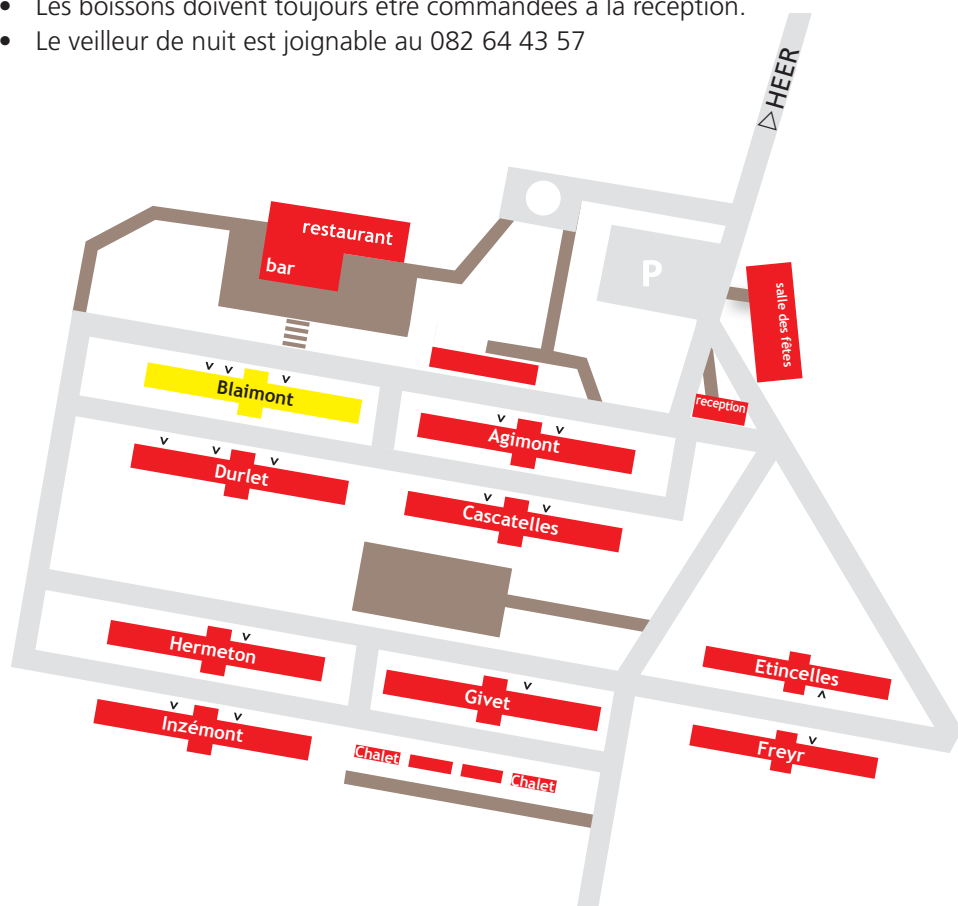 • Les boissons doivent toujours être commandées à la réception.
• Le veilleur de nuit est joignable au 082 64 43 57
▷HEER
restaurant
bar
P
salle des fêtes
reception
Blaimont
Agimont
Durlet
Cascatelles
Hermeton
Etincelles
Givet
Inzémont
Freyr
Chalet
Chalet